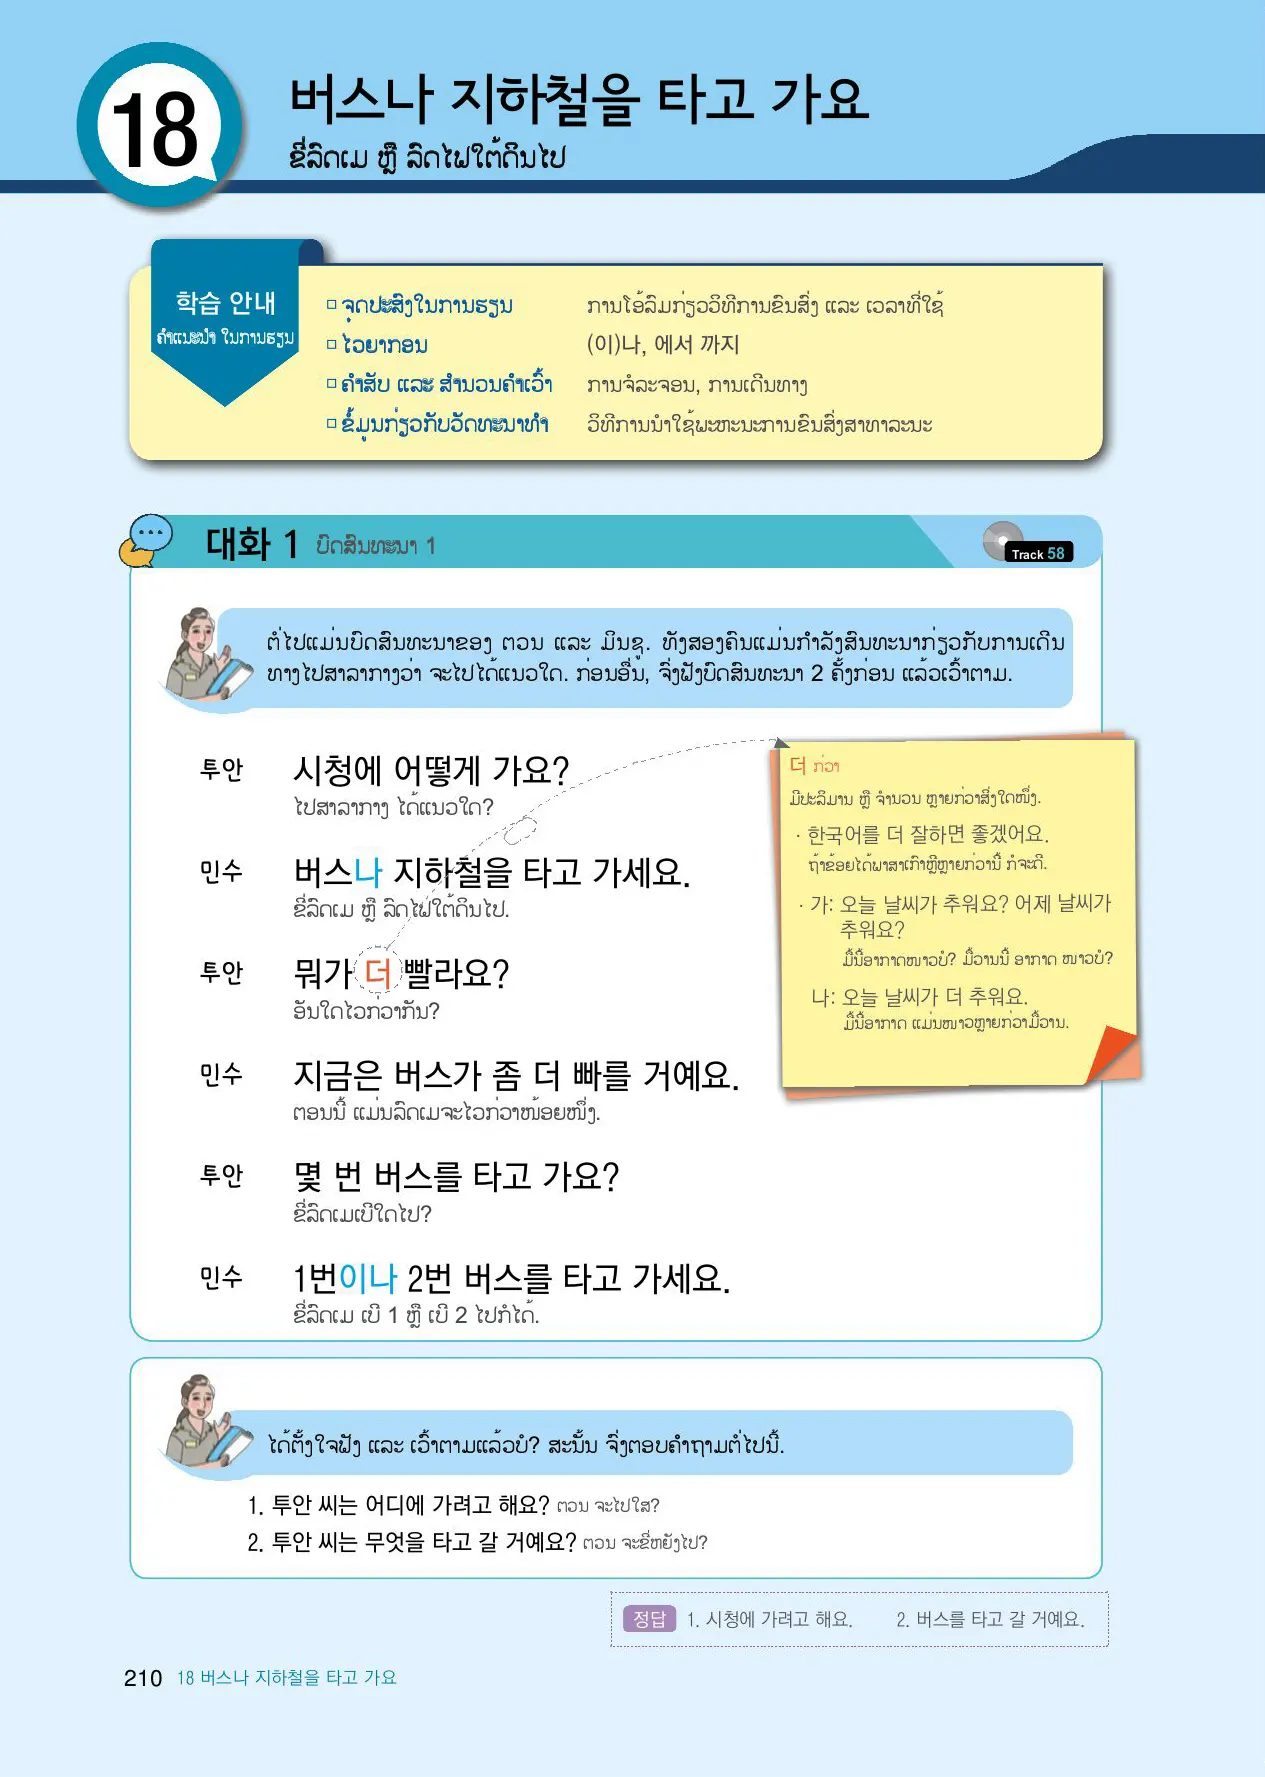 18
버스나 지하철을 타고 가요
ຂີ່ລົດເມ ຫຼື ລົດໄຟໃຕ້ດິນໄປ
학습 안내
ຄຳແນະນຳ ໃນການຮຽນ
□ ຈຸດປະສົງໃນການຮຽນ ການໂອ້ລົມກ່ຽວວິທີການຂົນສົ່ງ ແລະ ເວລາທີ່ໃຊ້
□ ໄວຍາກອນ (이)나, 에서 까지
□ ຄຳສັບ ແລະ ສຳນວນຄຳເວົ້າ ການຈໍລະຈອນ, ການເດີນທາງ
□ ຂໍ້ມູນກ່ຽວກັບວັດທະນາທຳ ວິທີການນຳໃຊ້ພະຫະນະການຂົນສົ່ງສາທາລະນະ
대화 1 ບົດສົນທະນາ 1
Track 58
ຕໍ່ໄປແມ່ນບົດສົນທະນາຂອງ ຕວນ ແລະ ມິນຊູ. ທັງສອງຄົນແມ່ນກຳລັງສົນທະນາກ່ຽວກັບການເດີນ
ທາງໄປສາລາກາງວ່າ ຈະໄປໄດ້ແນວໃດ. ກ່ອນອື່ນ, ຈົ່ງຟັງບົດສົນທະນາ 2 ຄັ້ງກ່ອນ ແລ້ວເວົ້າຕາມ.
투안 시청에 어떻게 가요?
ໄປສາລາກາງ ໄດ້ແນວໃດ?
민수 버스나 지하철을 타고 가세요.
ຂີ່ລົດເມ ຫຼື ລົດໄຟໃຕ້ດິນໄປ.
투안 뭐가 더 빨라요?
ອັນໃດໄວກ່ວາກັນ?
민수 지금은 버스가 좀 더 빠를 거예요.
ຕອນນີ້ ແມ່ນລົດເມຈະໄວກ່ວາໜ້ອຍໜຶ່ງ.
투안 몇 번 버스를 타고 가요?
ຂີ່ລົດເມເບີໃດໄປ?
민수 1번이나 2번 버스를 타고 가세요.
ຂີ່ລົດເມ ເບີ 1 ຫຼື ເບີ 2 ໄປກໍໄດ້.
더 ກ່ວາ
ມີປະລິມານ ຫຼື ຈຳນວນ ຫຼາຍກ່ວາສິ່ງໃດໜຶ່ງ.
· 한국어를 더 잘하면 좋겠어요.
ຖ້າຂ້ອຍໄດ້ພາສາເກົາຫຼີຫຼາຍກ່ວານີ້ ກໍຈະດີ.
· 가: 오늘 날씨가 추워요? 어제 날씨가
추워요?
ມື້ນີ້ອາກາດໜາວບໍ? ມື້ວານນີ້ ອາກາດ ໜາວບໍ?
나: 오늘 날씨가 더 추워요.
ມື້ນີ້ອາກາດ ແມ່ນໜາວຫຼາຍກ່ວາມື້ວານ.
ໄດ້ຕັ້ງໃຈຟັງ ແລະ ເວົ້າຕາມແລ້ວບໍ? ສະນັ້ນ ຈົ່ງຕອບຄຳຖາມຕໍ່ໄປນີ້.
1. 투안 씨는 어디에 가려고 해요? ຕວນ ຈະໄປໃສ?
2. 투안 씨는 무엇을 타고 갈 거예요? ຕວນ ຈະຂີ່ຫຍັງໄປ?
정답 1. 시청에 가려고 해요. 2. 버스를 타고 갈 거예요.
210 18 버스나 지하철을 타고 가요